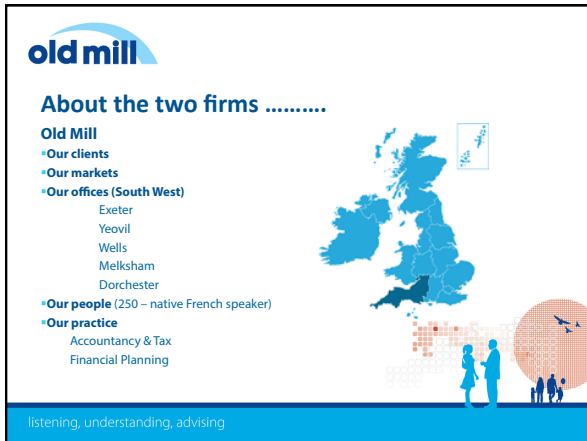 old mill
About the two firms ..........
Old Mill
▪Our clients
▪Our markets
▪Our offices (South West)
Exeter
Yeovil
Wells
Melksham
Dorchester
▪Our people (250 – native French speaker)
▪Our practice
Accountancy & Tax
Financial Planning
listening, understanding, advising